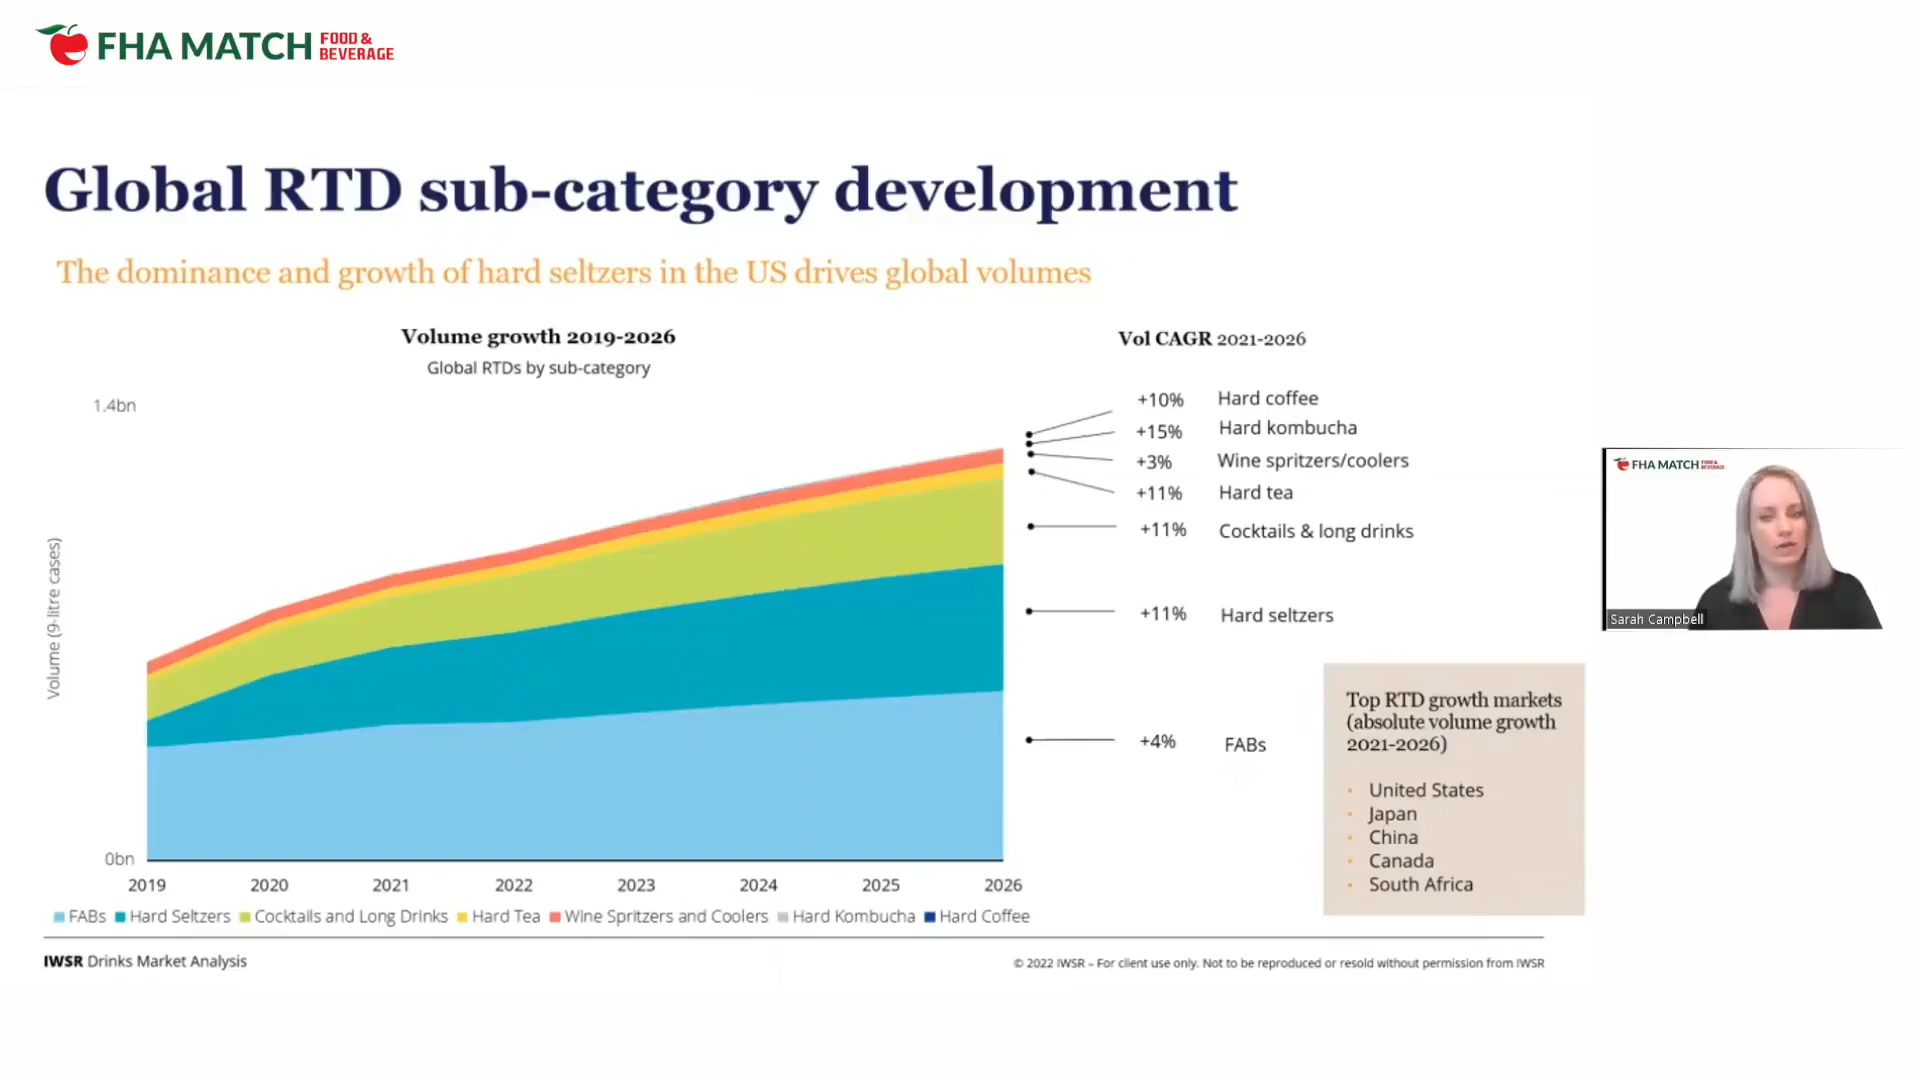 FHA MATCH FOOD & BEVERAGE
Global RTD sub-category development
The dominance and growth of hard seltzers in the US drives global volumes
Volume growth 2019-2026
Global RTDs by sub-category
Vol CAGR 2021-2026
1.4bn
Volume (9-litre cases)
0bn
2019 2020 2021 2022 2023 2024 2025 2026
FABs Hard Seltzers Cocktails and Long Drinks Hard Tea Wine Spritzers and Coolers Hard Kombucha Hard Coffee
+10% Hard coffee
+15% Hard kombucha
+3% Wine spritzers/coolers
+11% Hard tea
+11% Cocktails & long drinks
+11% Hard seltzers
+4% FABs
Top RTD growth markets
(absolute volume growth
2021-2026)
United States
Japan
China
Canada
South Africa
FHA MATCH FOOD & BEVERAGE
Sarah Campbell
IWSR Drinks Market Analysis
© 2022 IWSR – For client use only. Not to be reproduced or resold without permission from IWSR